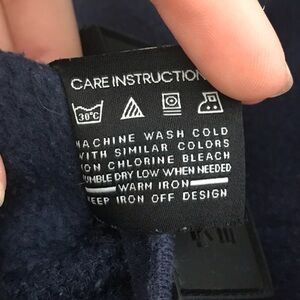 CARE INSTRUCTION
30°C
MACHINE WASH COLD
WITH SIMILAR COLORS
NON CHLORINE BLEACH
TUMBLE DRY LOW WHEN NEEDED
WARM IRON
KEEP IRON OFF DESIGN